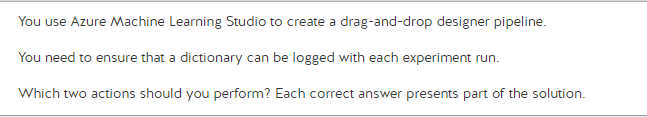 You use Azure Machine Learning Studio to create a drag-and-drop designer pipeline.
You need to ensure that a dictionary can be logged with each experiment run.
Which two actions should you perform? Each correct answer presents part of the solution.